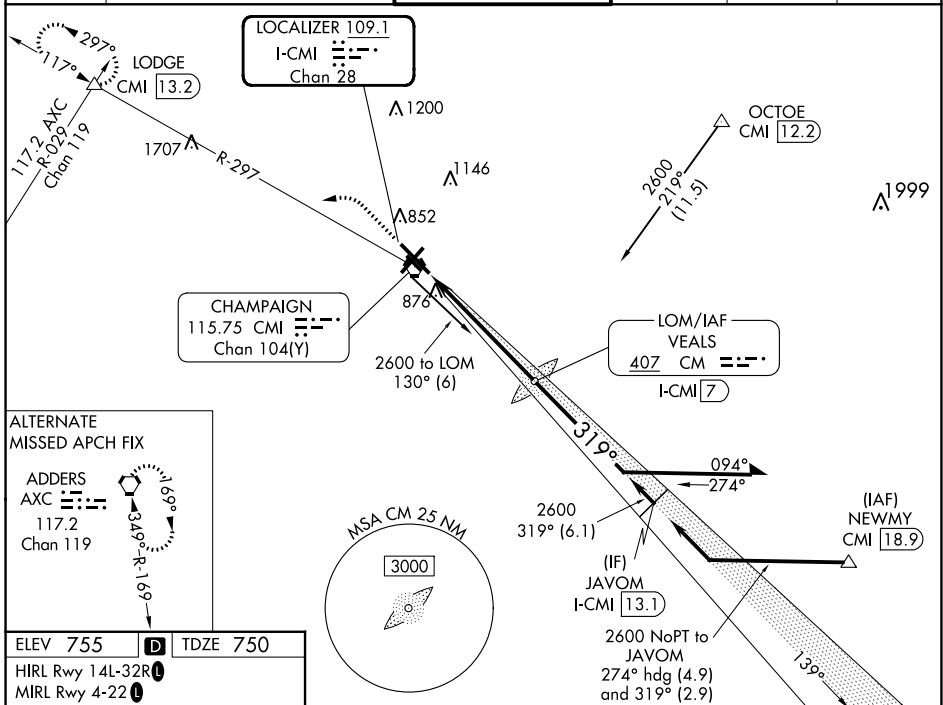 LOCALIZER 109.1
I-CMI
Chan 28
297°
117°
LODGE
CMI 13.2
117.2 AXC
R-029
Chan 119
1707
R-297
1200
1146
852
OCTOE
CMI 12.2
2600
219°
(11.5)
1999
CHAMPAIGN
115.75 CMI
Chan 104(Y)
876
2600 to LOM
130° (6)
LOM/IAF
VEALS
407 CM
I-CMI 7
319°
094°
274°
2600
319° (6.1)
(IF)
JAVOM
I-CMI 13.1
(IAF)
NEWMY
CMI 18.9
2600 NoPT to
JAVOM
274° hdg (4.9)
and 319° (2.9)
139°
ALTERNATE
MISSED APCH FIX
ADDERS
AXC
117.2
Chan 119
169°
349°
R-169
MSA CM 25 NM
3000
ELEV 755
D
TDZE 750
HIRL Rwy 14L-32R L
MIRL Rwy 4-22 L